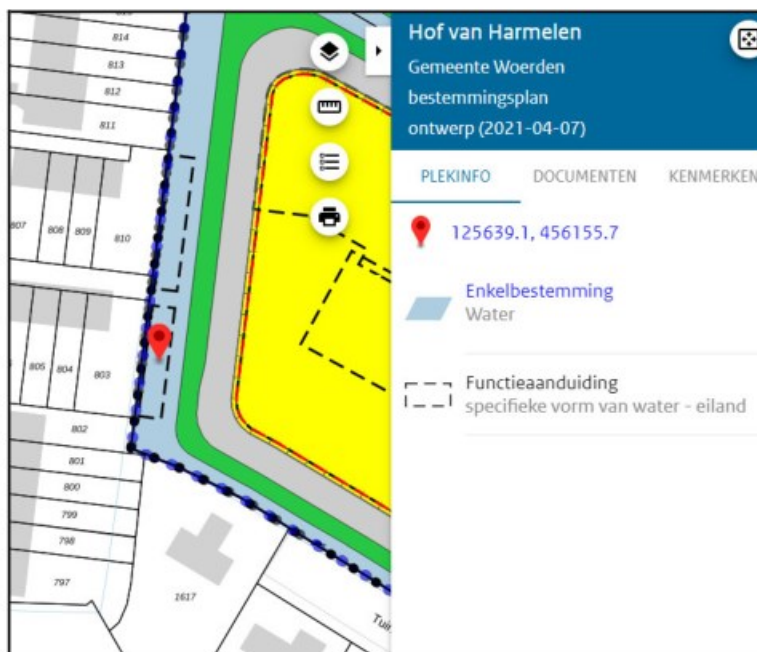 814
813
812
811
807
808
809
810
805
804
803
802
801
800
799
798
797
1617
Hof van Harmelen
Gemeente Woerden
bestemmingsplan
ontwerp (2021-04-07)
PLEKINFO DOCUMENTEN KENMERKEN
125639.1, 456155.7
Enkelbestemming
Water
Functieaanduiding
specifieke vorm van water - eiland